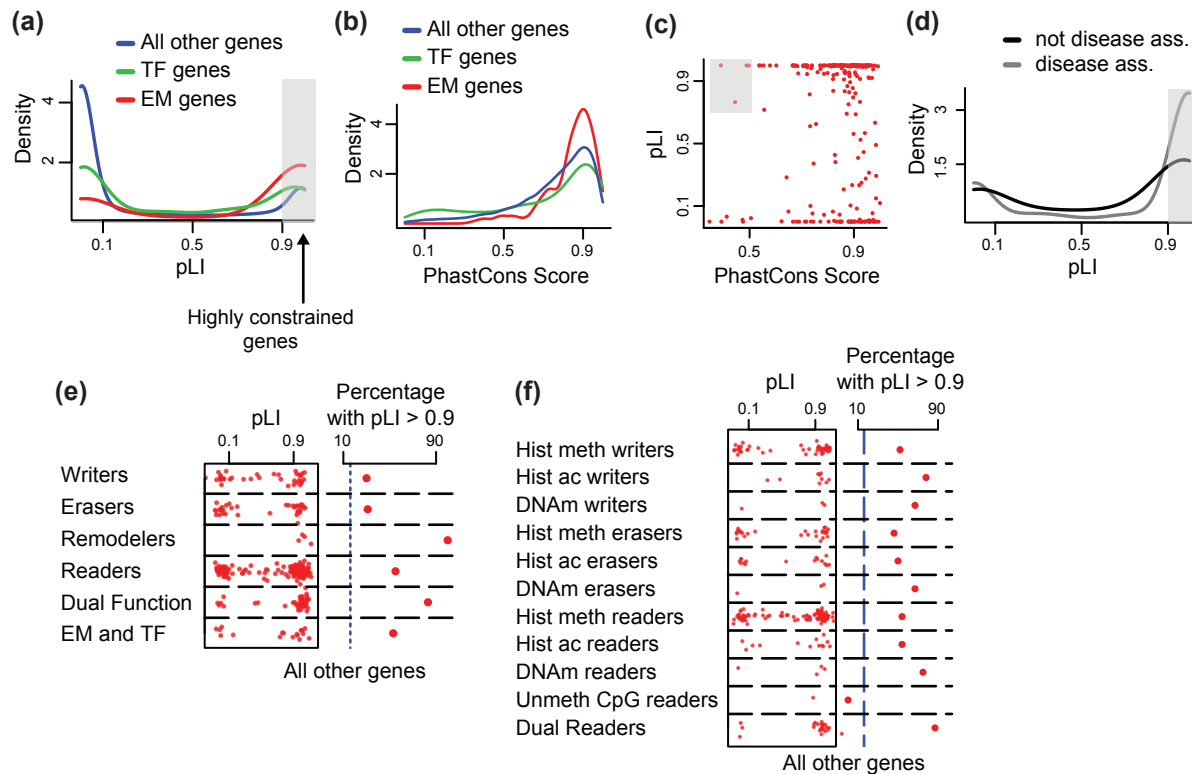 (a)
All other genes
TF genes
EM genes
Density
4
2
0.1
0.5
0.9
pLI
Highly constrained
genes
(b)
All other genes
TF genes
EM genes
Density
4
2
0.1
0.5
0.9
PhastCons Score
(c)
pLI
0.9
0.5
0.1
0.5
0.9
PhastCons Score
(d)
not disease ass.
disease ass.
Density
3
1.5
0.1
0.5
0.9
pLI
(e)
pLI
Percentage
with pLI > 0.9
0.1
0.9
10
90
Writers
Erasers
Remodelers
Readers
Dual Function
EM and TF
All other genes
(f)
pLI
Percentage
with pLI > 0.9
0.1
0.9
10
90
Hist meth writers
Hist ac writers
DNAm writers
Hist meth erasers
Hist ac erasers
DNAm erasers
Hist meth readers
Hist ac readers
DNAm readers
Unmeth CpG readers
Dual Readers
All other genes